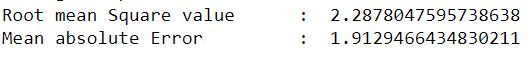 Root mean Square value      :  2.2878047595738638
Mean absolute Error         :  1.9129466434830211